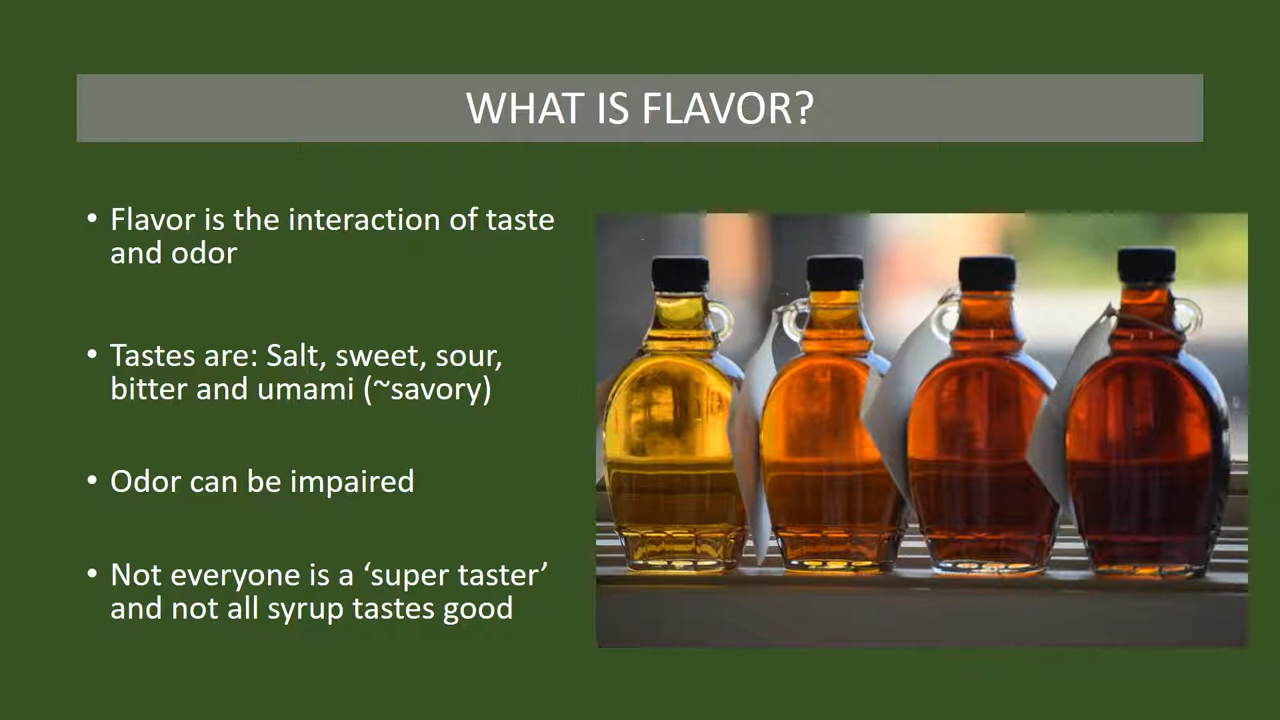 WHAT IS FLAVOR?
• Flavor is the interaction of taste
and odor
• Tastes are: Salt, sweet, sour,
bitter and umami (~savory)
• Odor can be impaired
• Not everyone is a ‘super taster’
and not all syrup tastes good